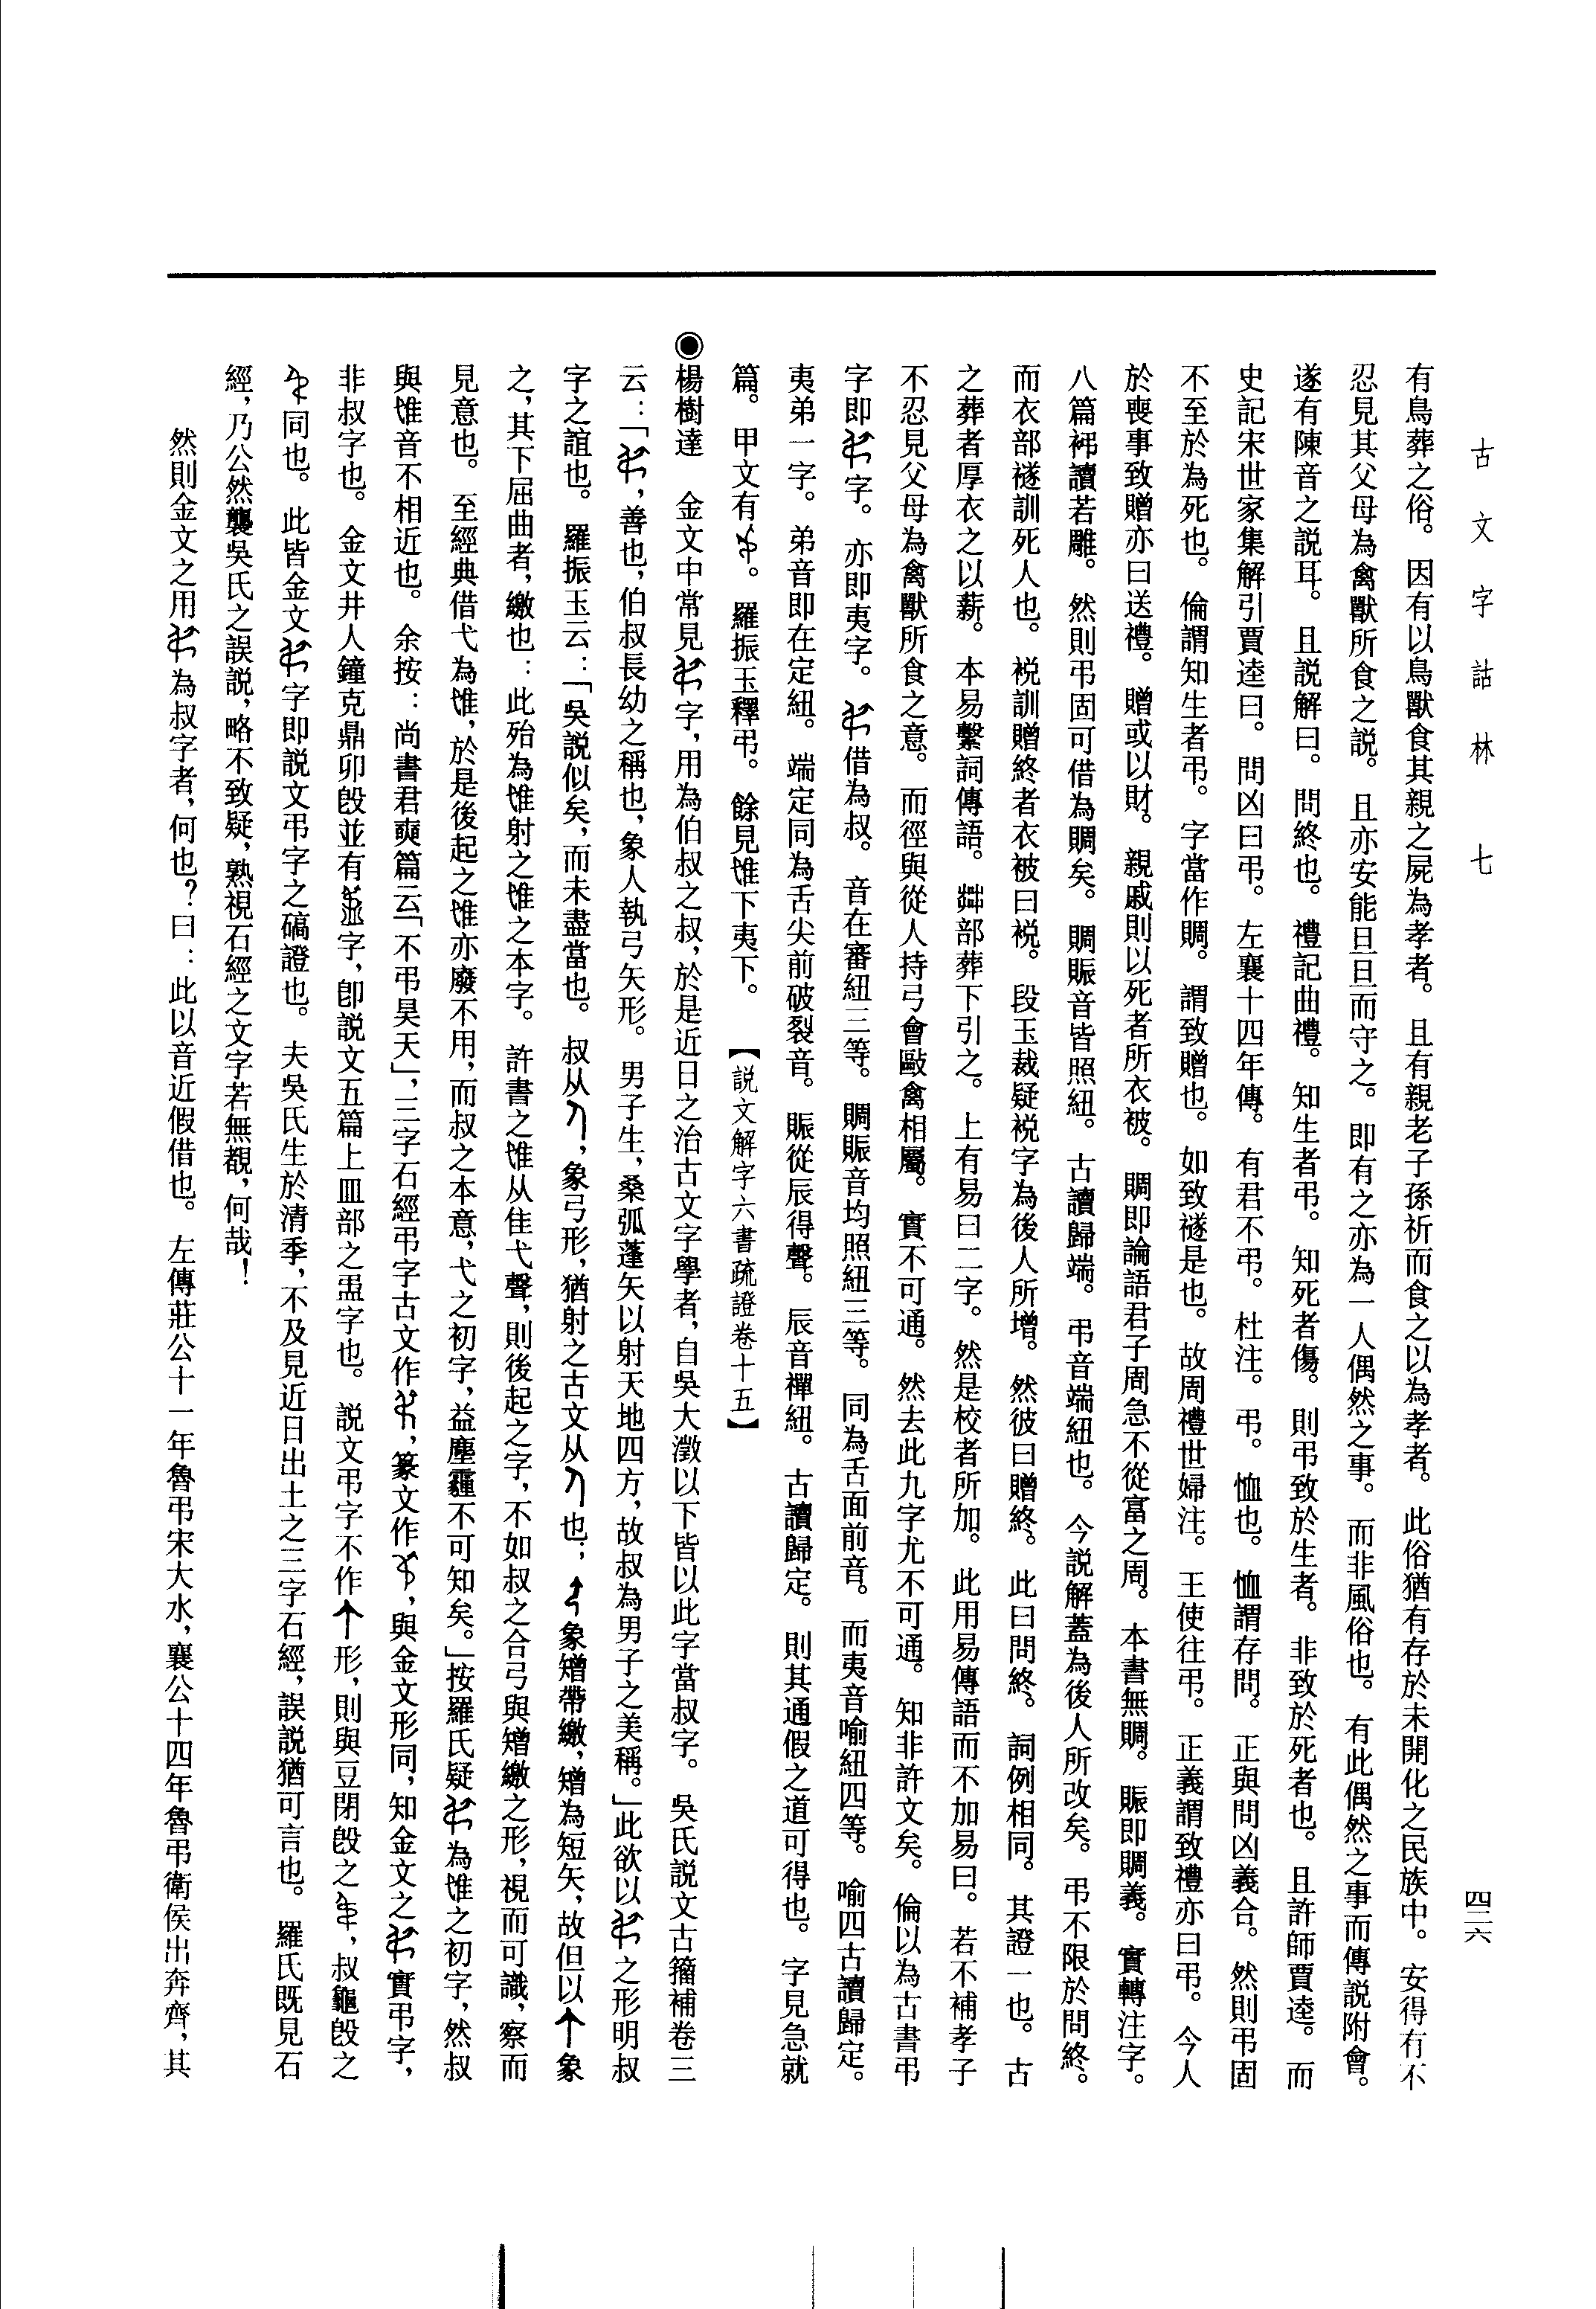 古文字詁林 七
四二六
有鳥葬之俗。因有以鳥獸食其親之屍為孝者。且有親老子孫祈而食之以為孝者。此俗猶有存於未開化之民族中。安得有不
忍見其父母為禽獸所食之説。且亦安能旦旦而守之。即有之亦為一人偶然之事。而非風俗也。有此偶然之事而傳説附會。
遂有陳音之説耳。且説解曰。問終也。禮記曲禮。知生者弔。知死者傷。則弔致於生者。非致於死者也。且許師賈逵。而
史記宋世家集解引賈逵曰。問凶曰弔。左襄十四年傳。有君不弔。杜注。弔。恤也。恤謂存問。正與問凶義合。然則弔固
不至於為死也。倫謂知生者弔。字當作賙。謂致贈也。如致襚是也。故周禮世婦注。王使往弔。正義謂致禮亦曰弔。今人
於喪事致贈亦曰送禮。贈或以財。親戚則以死者所衣被。賙即論語君子周急不從富之周。本書無賙。賑即賙義。實轉注字。
八篇䘟讀若雕。然則弔固可借為賙矣。賙賑音皆照紐。古讀歸端。弔音端紐也。今説解蓋為後人所改矣。弔不限於問終。
而衣部襚訓死人也。祱訓贈終者衣被曰祱。段玉裁疑祱字為後人所增。然彼曰贈終。此曰問終。詞例相同。其證一也。古
之葬者厚衣之以薪。本易繫詞傳語。茻部葬下引之。上有易曰二字。然是校者所加。此用易傳語而不加易曰。若不補孝子
不忍見父母為禽獸所食之意。而徑與從人持弓會敺禽相屬。實不可通。然去此九字尤不可通。知非許文矣。倫以為古書弔
字即字。亦即夷字。借為叔。音在審紐三等。賙賑音均照紐三等。同為舌面前音。而夷音喻紐四等。喻四古讀歸定。
夷弟一字。弟音即在定紐。端定同為舌尖前破裂音。賑從辰得聲。辰音禪紐。古讀歸定。則其通假之道可得也。字見急就
篇。甲文有。羅振玉釋弔。餘見隿下夷下。【説文解字六書疏證卷十五】
◉楊樹達 金文中常見字，用為伯叔之叔，於是近日之治古文字學者，自吳大澂以下皆以此字當叔字。吳氏説文古籀補卷三
云：「，善也，伯叔長幼之稱也，象人執弓矢形。男子生，桑弧蓬矢以射天地四方，故叔為男子之美稱。」此欲以之形明叔
字之誼也。羅振玉云：「吳説似矣，而未盡當也。叔从，象弓形，猶射之古文从也；象矰帶繳，矰為短矢，故但以象
之，其下屈曲者，繳也：此殆為隿射之隿之本字。許書之隿从隹弋聲，則後起之字，不如叔之合弓與矰繳之形，視而可識，察而
見意也。至經典借弋為隿，於是後起之隿亦廢不用，而叔之本意，弋之初字，益塵霾不可知矣。」按羅氏疑為隿之初字，然叔
與隿音不相近也。余按：尚書君奭篇云「不弔昊天」，三字石經弔字古文作，篆文作，與金文形同，知金文之實弔字，
非叔字也。金文井人鐘克鼎卯𣪘並有字，卽説文五篇上皿部之盄字也。説文弔字不作形，則與豆閉𣪘之，叔龜𣪘之
同也。此皆金文字即説文弔字之碻證也。夫吳氏生於清季，不及見近日出土之三字石經，誤説猶可言也。羅氏既見石
經，乃公然襲吳氏之誤説，略不致疑，熟視石經之文字若無覩，何哉！
然則金文之用為叔字者，何也？曰：此以音近假借也。左傳莊公十一年魯弔宋大水，襄公十四年魯弔衛侯出奔齊，其